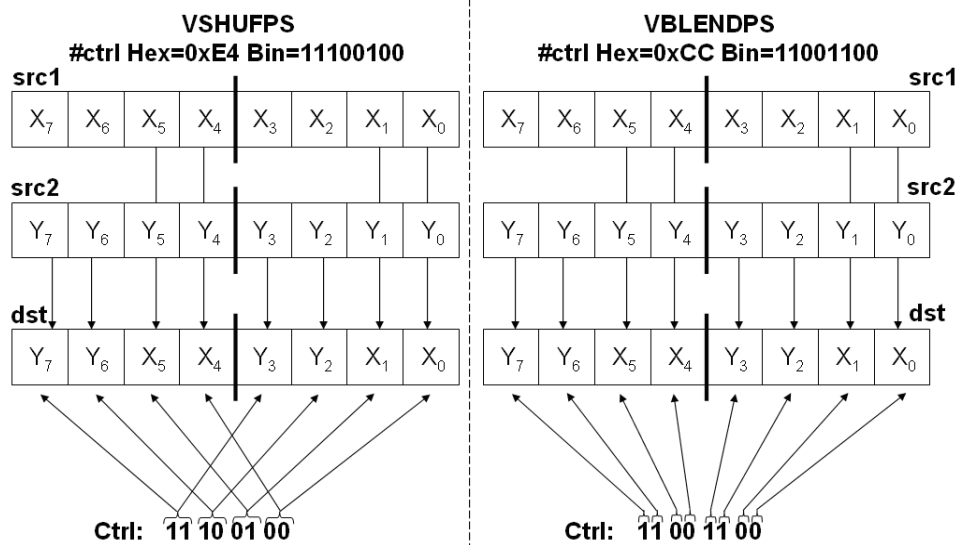 VSHUFPS
#ctrl Hex=0xE4 Bin=11100100
src1
X7 X6 X5 X4 X3 X2 X1 X0
src2
Y7 Y6 Y5 Y4 Y3 Y2 Y1 Y0
dst
Y7 Y6 X5 X4 Y3 Y2 X1 X0
Ctrl: 11 10 01 00
VBLENDPS
#ctrl Hex=0xCC Bin=11001100
src1
X7 X6 X5 X4 X3 X2 X1 X0
src2
Y7 Y6 Y5 Y4 Y3 Y2 Y1 Y0
dst
Y7 Y6 X5 X4 Y3 Y2 X1 X0
Ctrl: 11 00 11 00